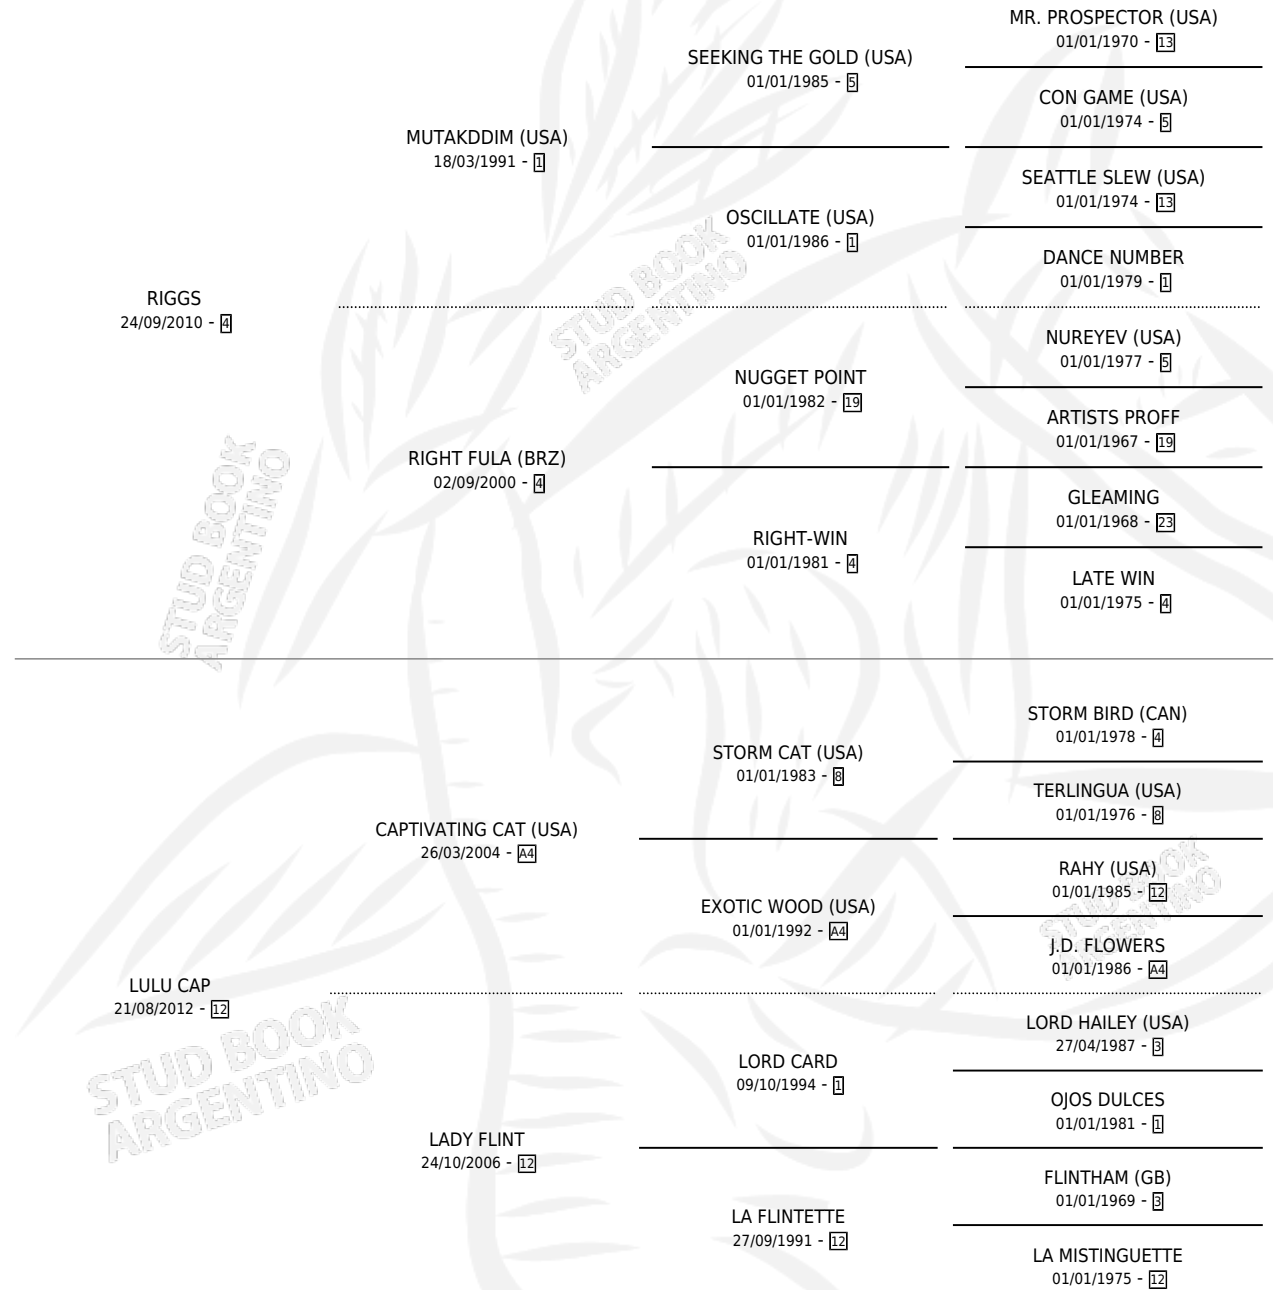 MR. PROSPECTOR (USA)
01/01/1970 - 13
SEEKING THE GOLD (USA)
01/01/1985 - 5
CON GAME (USA)
01/01/1974 - 5
MUTAKDDIM (USA)
18/03/1991 - 1
SEATTLE SLEW (USA)
01/01/1974 - 13
OSCILLATE (USA)
01/01/1986 - 1
DANCE NUMBER
01/01/1979 - 1
RIGGS
24/09/2010 - 4
STUD BOOK
ARGENTINO
NUREYEV (USA)
01/01/1977 - 5
NUGGET POINT
01/01/1982 - 19
ARTISTS PROFF
01/01/1967 - 19
RIGHT FULA (BRZ)
02/09/2000 - 4
GLEAMING
01/01/1968 - 23
RIGHT-WIN
01/01/1981 - 4
LATE WIN
01/01/1975 - 4
STUD BOOK
ARGENTINO
STORM BIRD (CAN)
01/01/1978 - 4
STORM CAT (USA)
01/01/1983 - 8
TERLINGUA (USA)
01/01/1976 - 8
CAPTIVATING CAT (USA)
26/03/2004 - A4
RAHY (USA)
01/01/1985 - 12
EXOTIC WOOD (USA)
01/01/1992 - A4
STUD BOOK
ARGENTINO
J.D. FLOWERS
01/01/1986 - A4
LULU CAP
21/08/2012 - 12
LORD HAILEY (USA)
27/04/1987 - 3
LORD CARD
09/10/1994 - 1
OJOS DULCES
01/01/1981 - 1
STUD BOOK
ARGENTINO
LADY FLINT
24/10/2006 - 12
FLINTHAM (GB)
01/01/1969 - 3
LA FLINTETTE
27/09/1991 - 12
LA MISTINGUETTE
01/01/1975 - 12